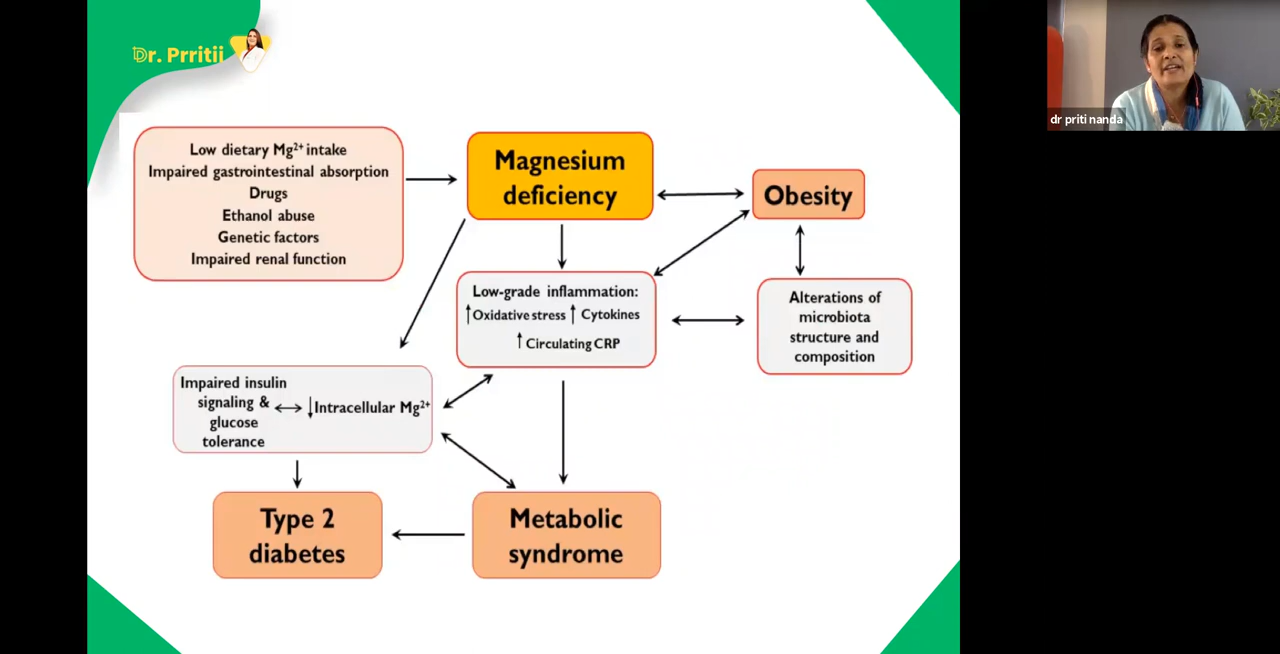 Dr. Prritii
dr priti nanda
Low dietary Mg²⁺ intake
Impaired gastrointestinal absorption
Drugs
Ethanol abuse
Genetic factors
Impaired renal function
Magnesium
deficiency
Obesity
Low-grade inflammation:
↑Oxidative stress ↑ Cytokines
↑ Circulating CRP
Alterations of
microbiota
structure and
composition
Impaired insulin
signaling &
glucose
tolerance
↔ ↓Intracellular Mg²⁺
Type 2
diabetes
Metabolic
syndrome